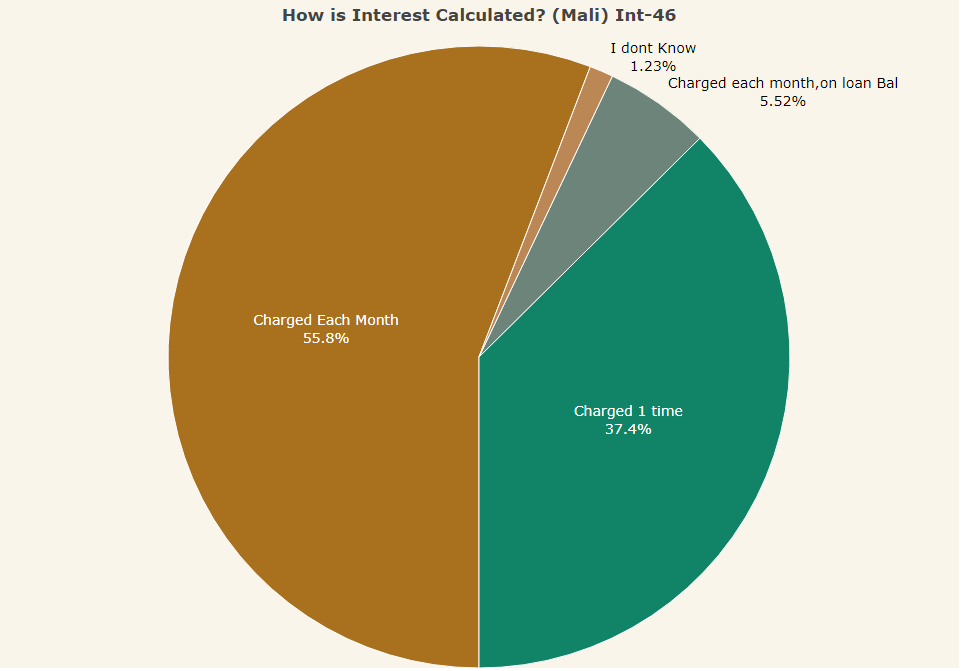 How is Interest Calculated? (Mali) Int-46
I dont Know
1.23%
Charged each month,on loan Bal
5.52%
Charged Each Month
55.8%
Charged 1 time
37.4%